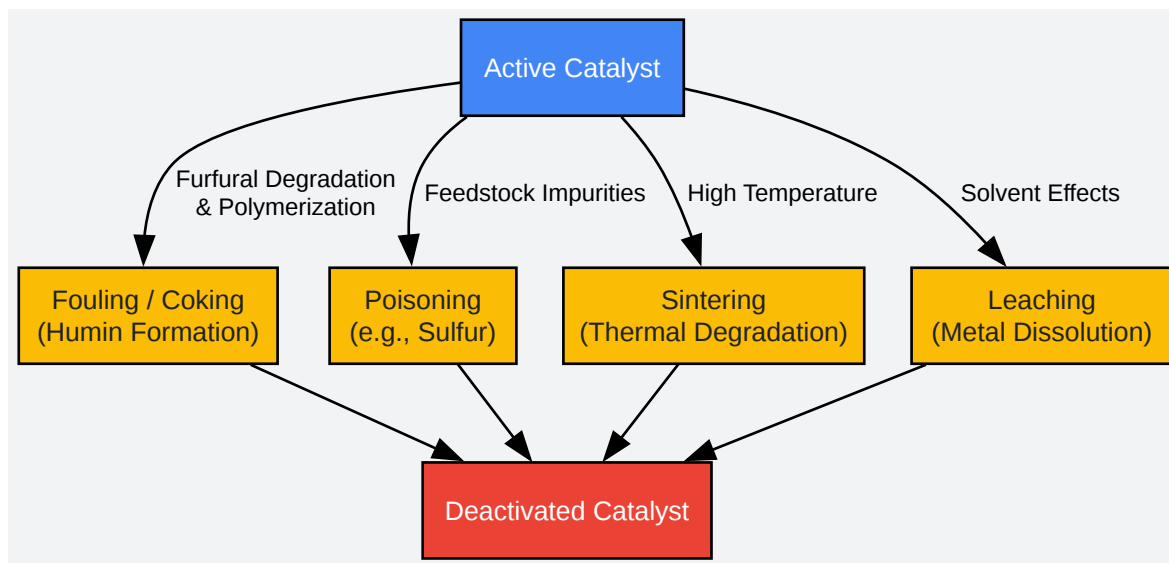 Active Catalyst
Furfural Degradation
& Polymerization
Feedstock Impurities
High Temperature
Solvent Effects
Fouling / Coking
(Humin Formation)
Poisoning
(e.g., Sulfur)
Sintering
(Thermal Degradation)
Leaching
(Metal Dissolution)
Deactivated Catalyst